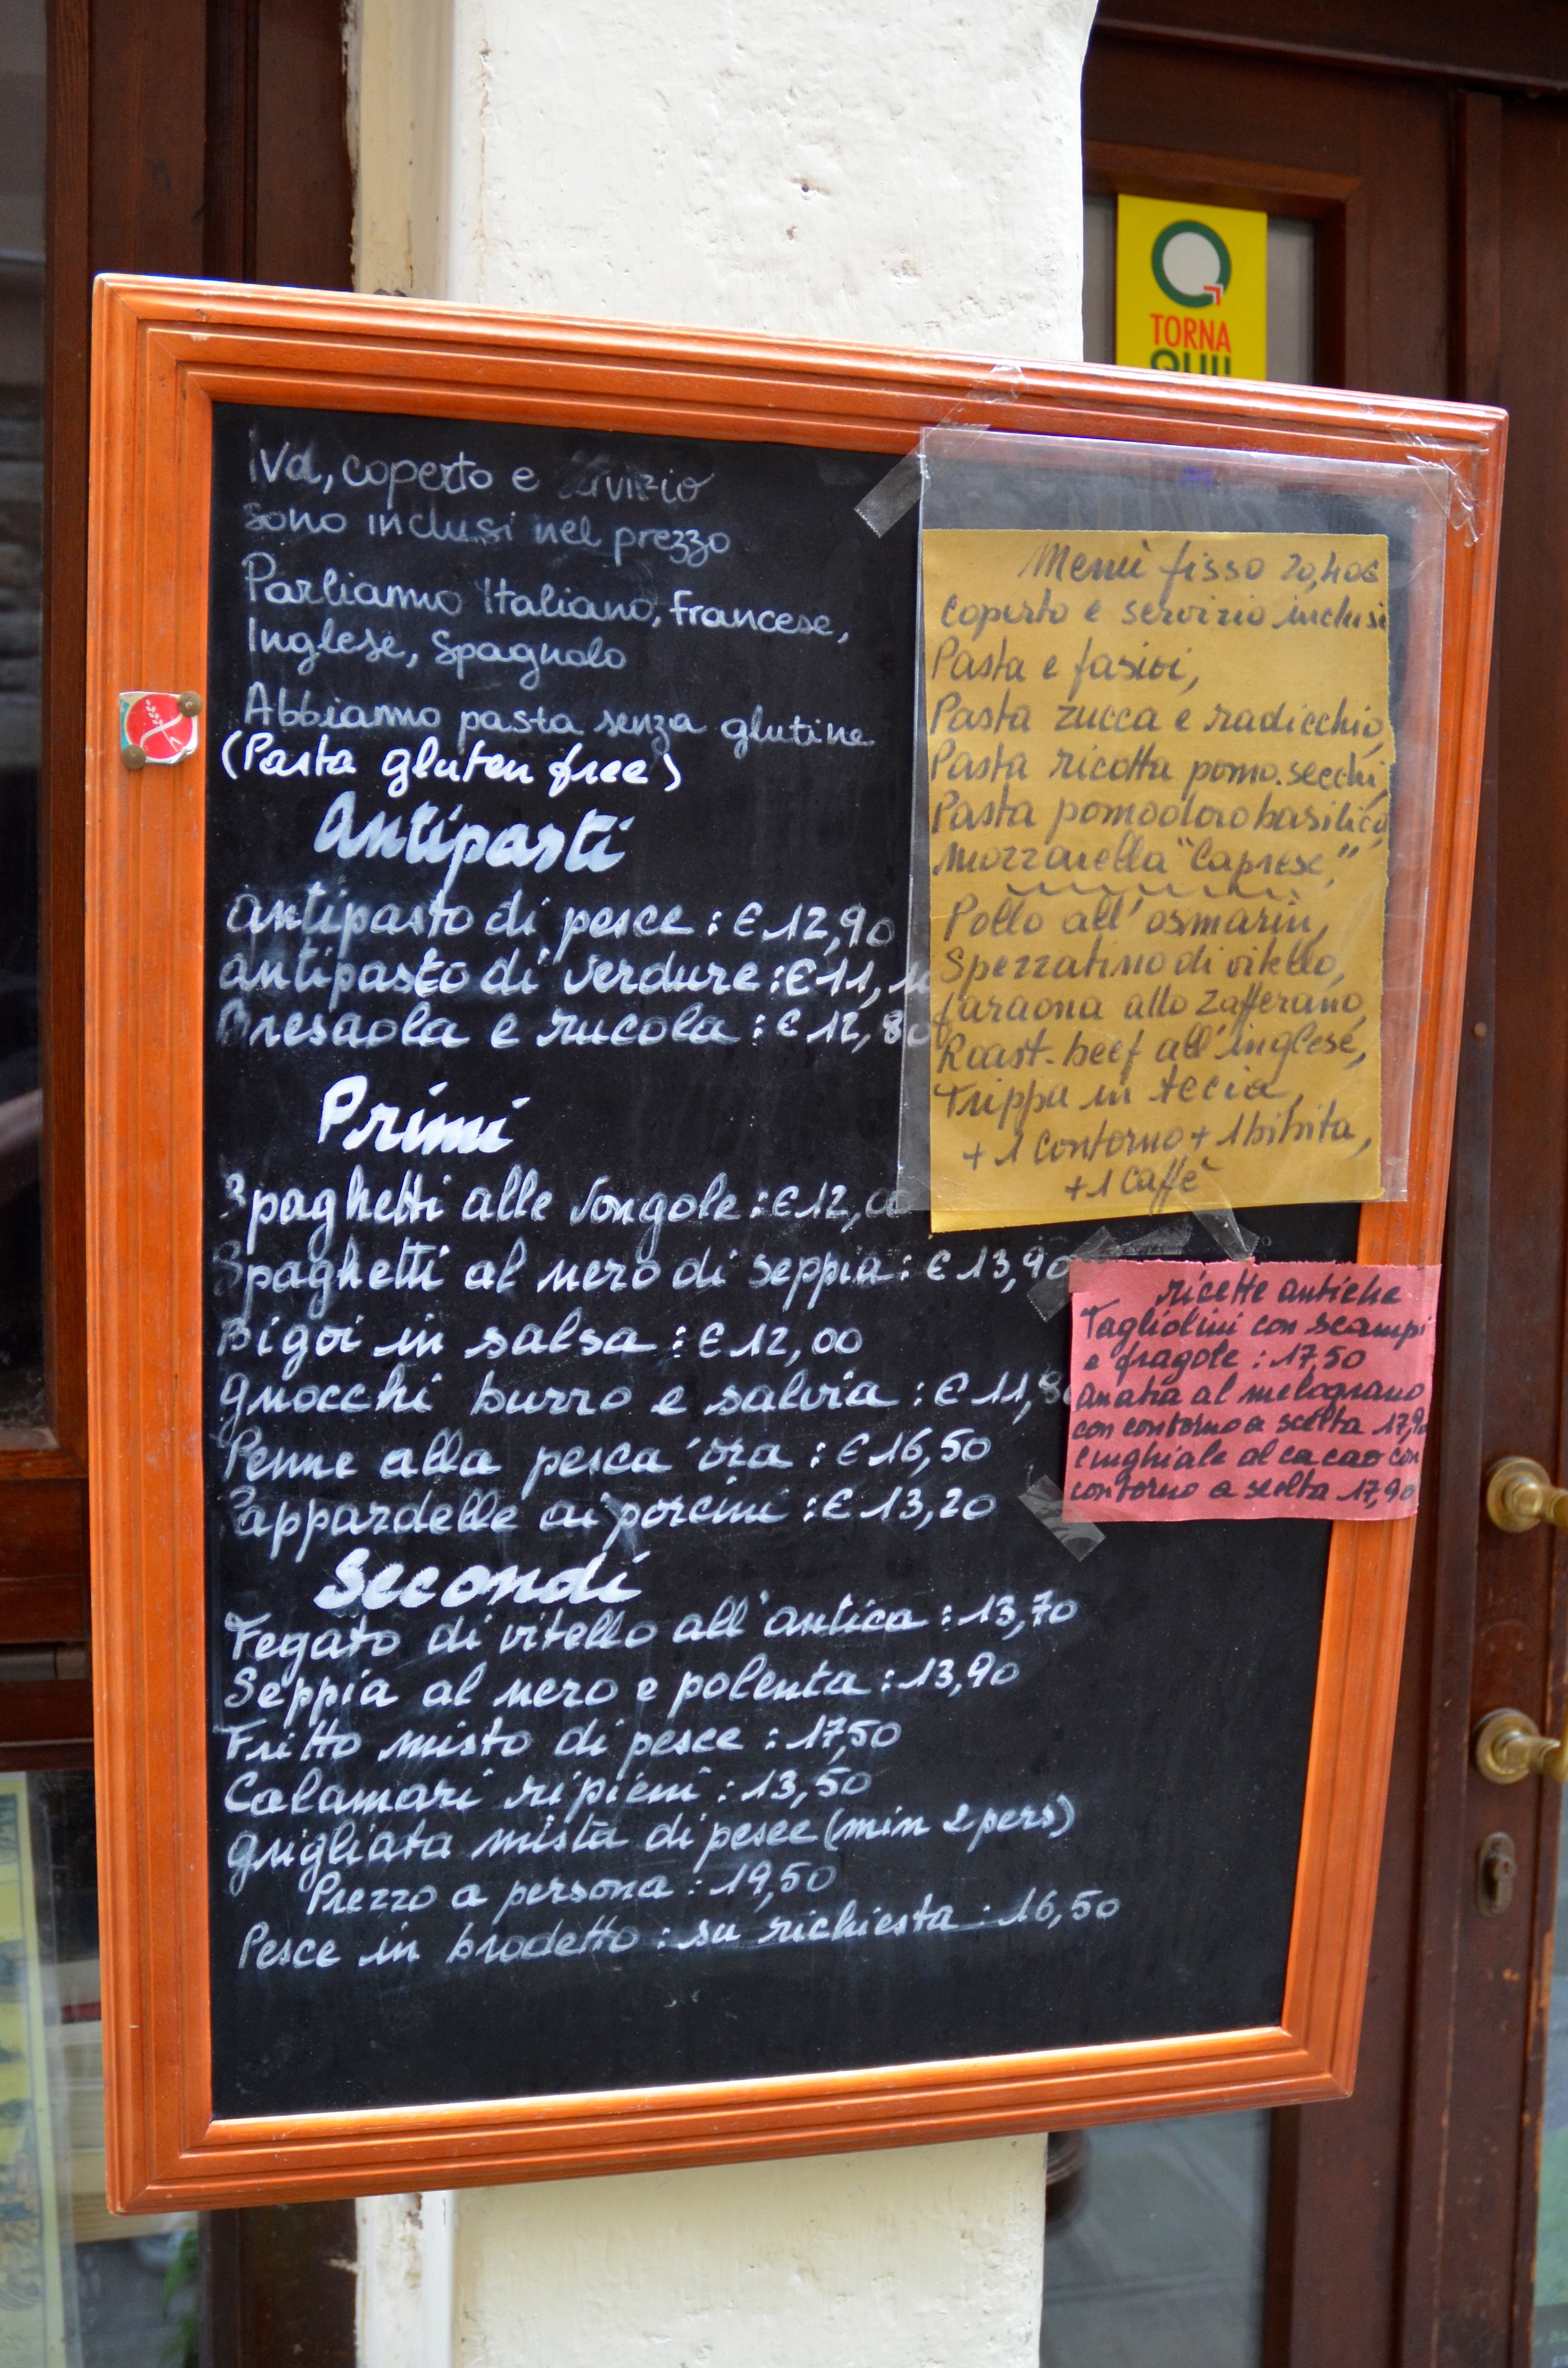 Iva, coperto e servizio
sono inclusi nel prezzo
Parliamo Italiano, Francese,
Inglese, Spagnolo
Abbiamo pasta senza glutine
(Pasta gluten free)
Antipasti
antipasto di pesce : € 12,90
antipasto di verdure : € 11,
Bresaola e rucola : € 12,80
Primi
Spaghetti alle vongole : € 12,00
Spaghetti al nero di seppia : € 13,90
Bigoi in salsa : € 12,00
gnocchi burro e salvia : € 11,8
Penne alla pesca'ora : € 16,50
Pappardelle ai porcini : € 13,20
Secondi
Fegato di vitello all'antica : 13,70
Seppia al nero e polenta : 13,90
Fritto misto di pesce : 17,50
Calamari ripieni : 13,50
grigliata mista di pesce (min 2 pers)
Prezzo a persona : 19,50
Pesce in brodetto : su richiesta : 16,50
Menù fisso 20,40€
coperto e servizio inclusi
Pasta e fasioi,
Pasta zucca e radicchio,
Pasta ricotta pomo.secchi,
Pasta pomodoro basilico,
Mozzarella "Caprese",
Pollo all'osmarin,
Spezzatino di vitello,
faraona allo zafferano,
Roast-beef all'inglese,
Trippa in tecia,
+ 1 contorno + 1 bibita,
+ 1 caffè
ricette antiche
Tagliolini con scampi
e fragole : 17,50
anatra al melograno
con contorno a scelta 17,90
cinghiale al cacao con
contorno a scelta 17,90
TORNA
QUI!